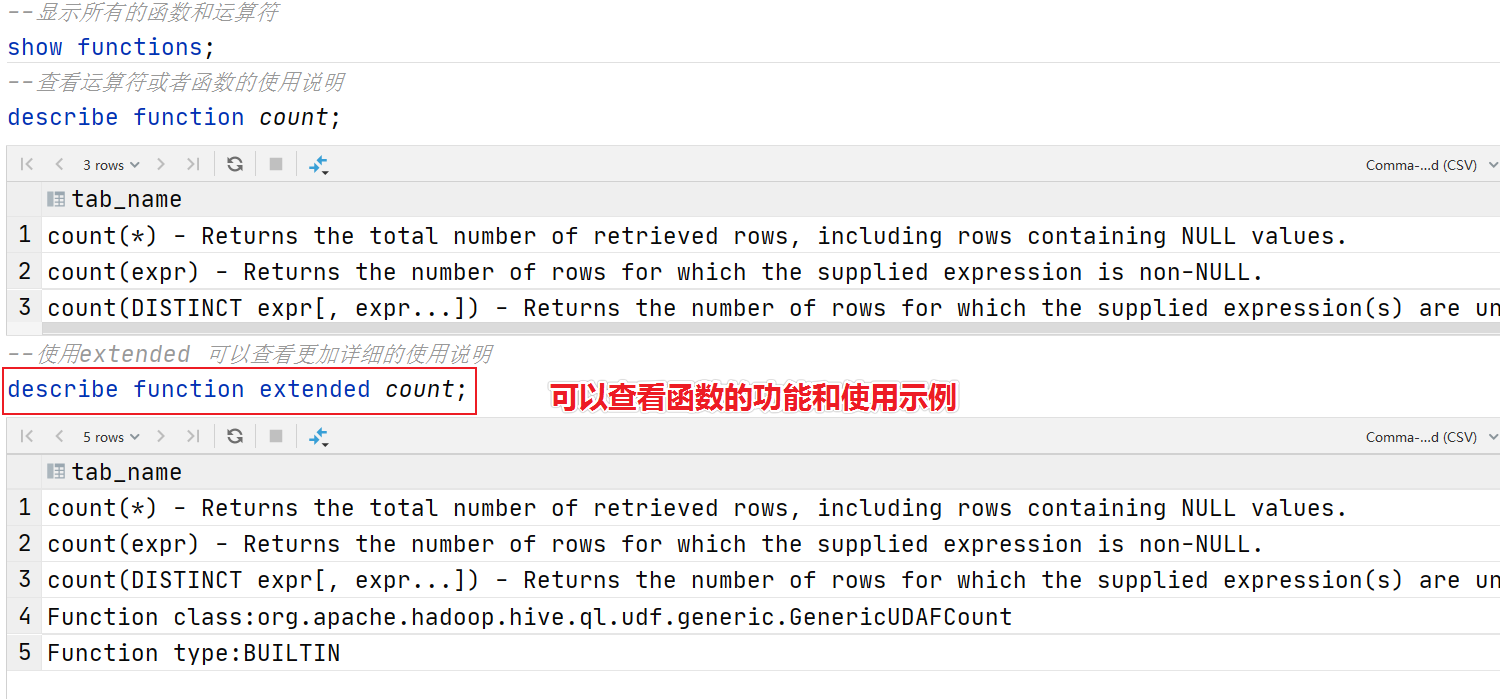 --显示所有的函数和运算符
show functions;
--查看运算符或者函数的使用说明
describe function count;
3 rows
Comma-...d (CSV)
tab_name
1 count(*) - Returns the total number of retrieved rows, including rows containing NULL values.
2 count(expr) - Returns the number of rows for which the supplied expression is non-NULL.
3 count(DISTINCT expr[, expr...]) - Returns the number of rows for which the supplied expression(s) are un
--使用extended 可以查看更加详细的使用说明
describe function extended count;
可以查看函数的功能和使用示例
5 rows
Comma-...d (CSV)
tab_name
1 count(*) - Returns the total number of retrieved rows, including rows containing NULL values.
2 count(expr) - Returns the number of rows for which the supplied expression is non-NULL.
3 count(DISTINCT expr[, expr...]) - Returns the number of rows for which the supplied expression(s) are un
4 Function class:org.apache.hadoop.hive.ql.udf.generic.GenericUDAFCount
5 Function type:BUILTIN